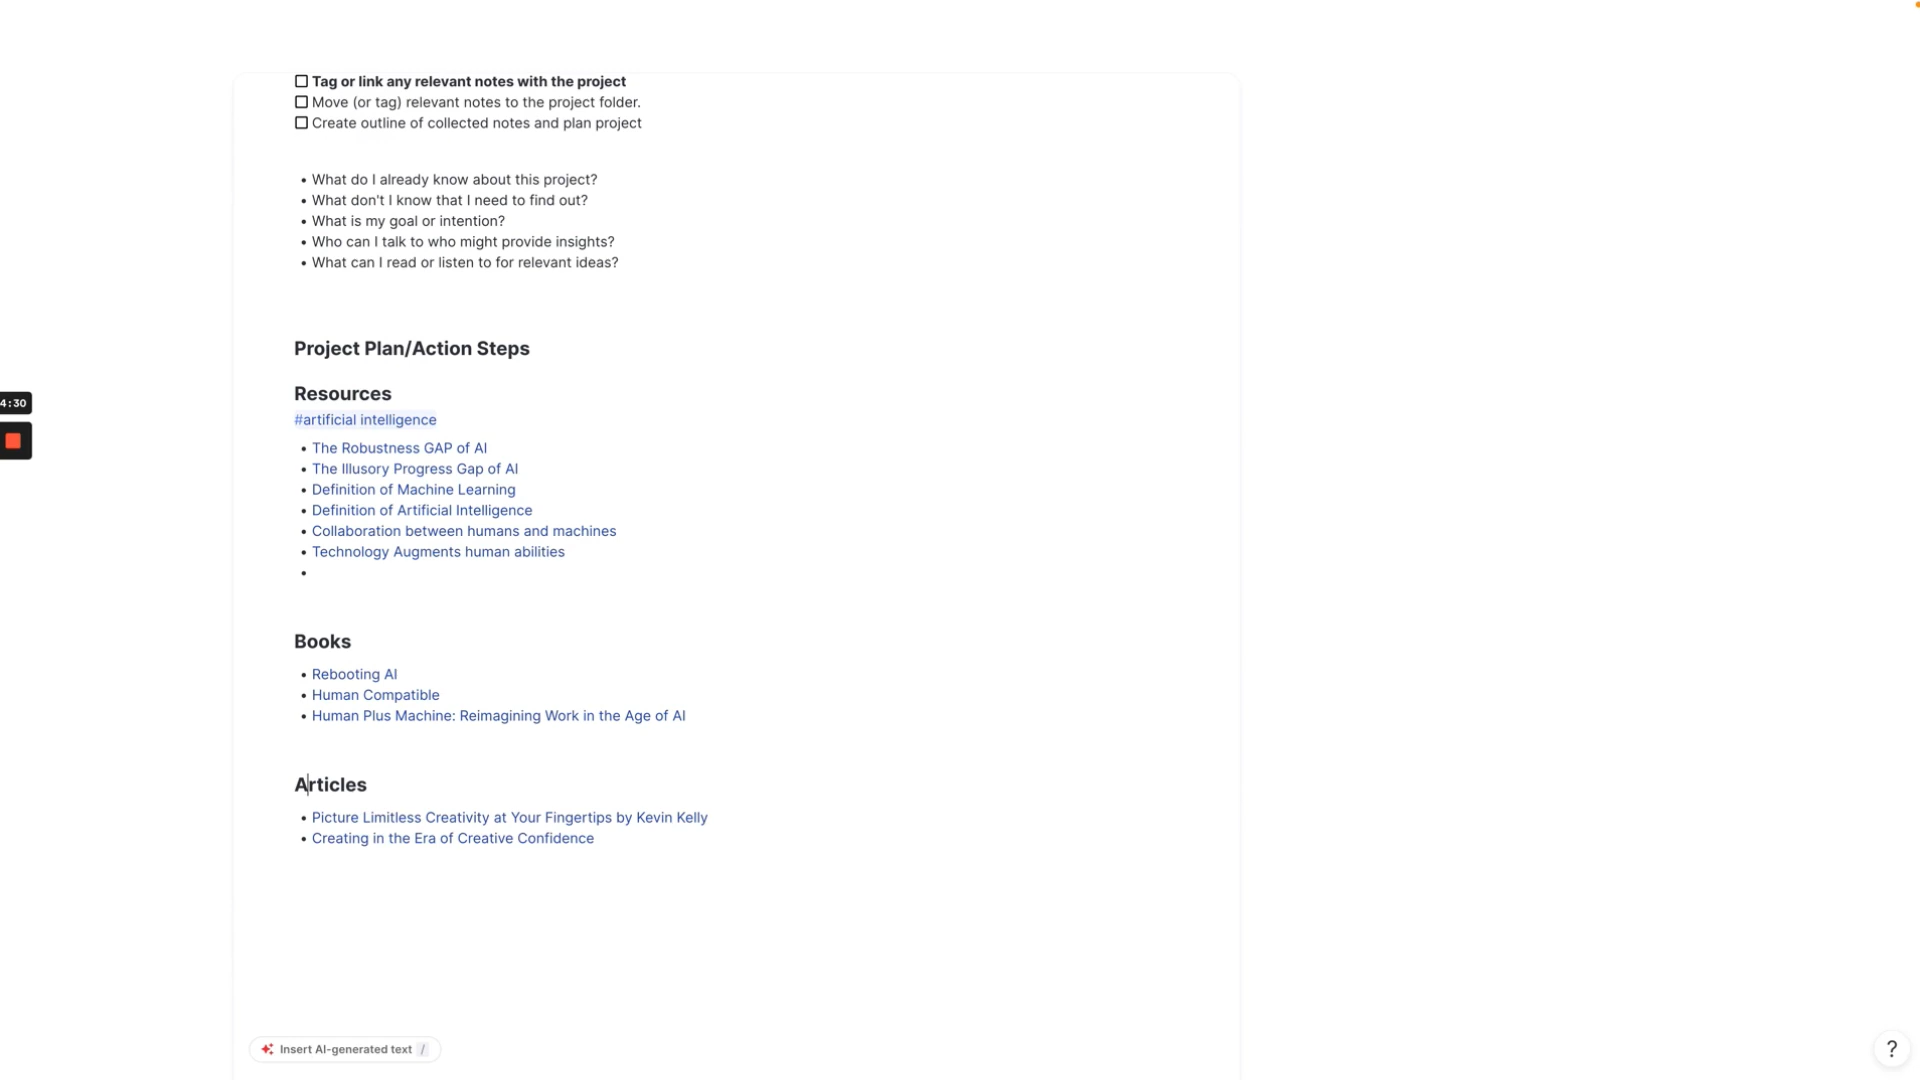 Tag or link any relevant notes with the project
Move (or tag) relevant notes to the project folder.
Create outline of collected notes and plan project
• What do I already know about this project?
• What don't I know that I need to find out?
• What is my goal or intention?
• Who can I talk to who might provide insights?
• What can I read or listen to for relevant ideas?
Project Plan/Action Steps
Resources
4:30
#artificial intelligence
• The Robustness GAP of AI
• The Illusory Progress Gap of AI
• Definition of Machine Learning
• Definition of Artificial Intelligence
• Collaboration between humans and machines
• Technology Augments human abilities
•
Books
• Rebooting AI
• Human Compatible
• Human Plus Machine: Reimagining Work in the Age of AI
Articles
• Picture Limitless Creativity at Your Fingertips by Kevin Kelly
• Creating in the Era of Creative Confidence
Insert AI-generated text /
?